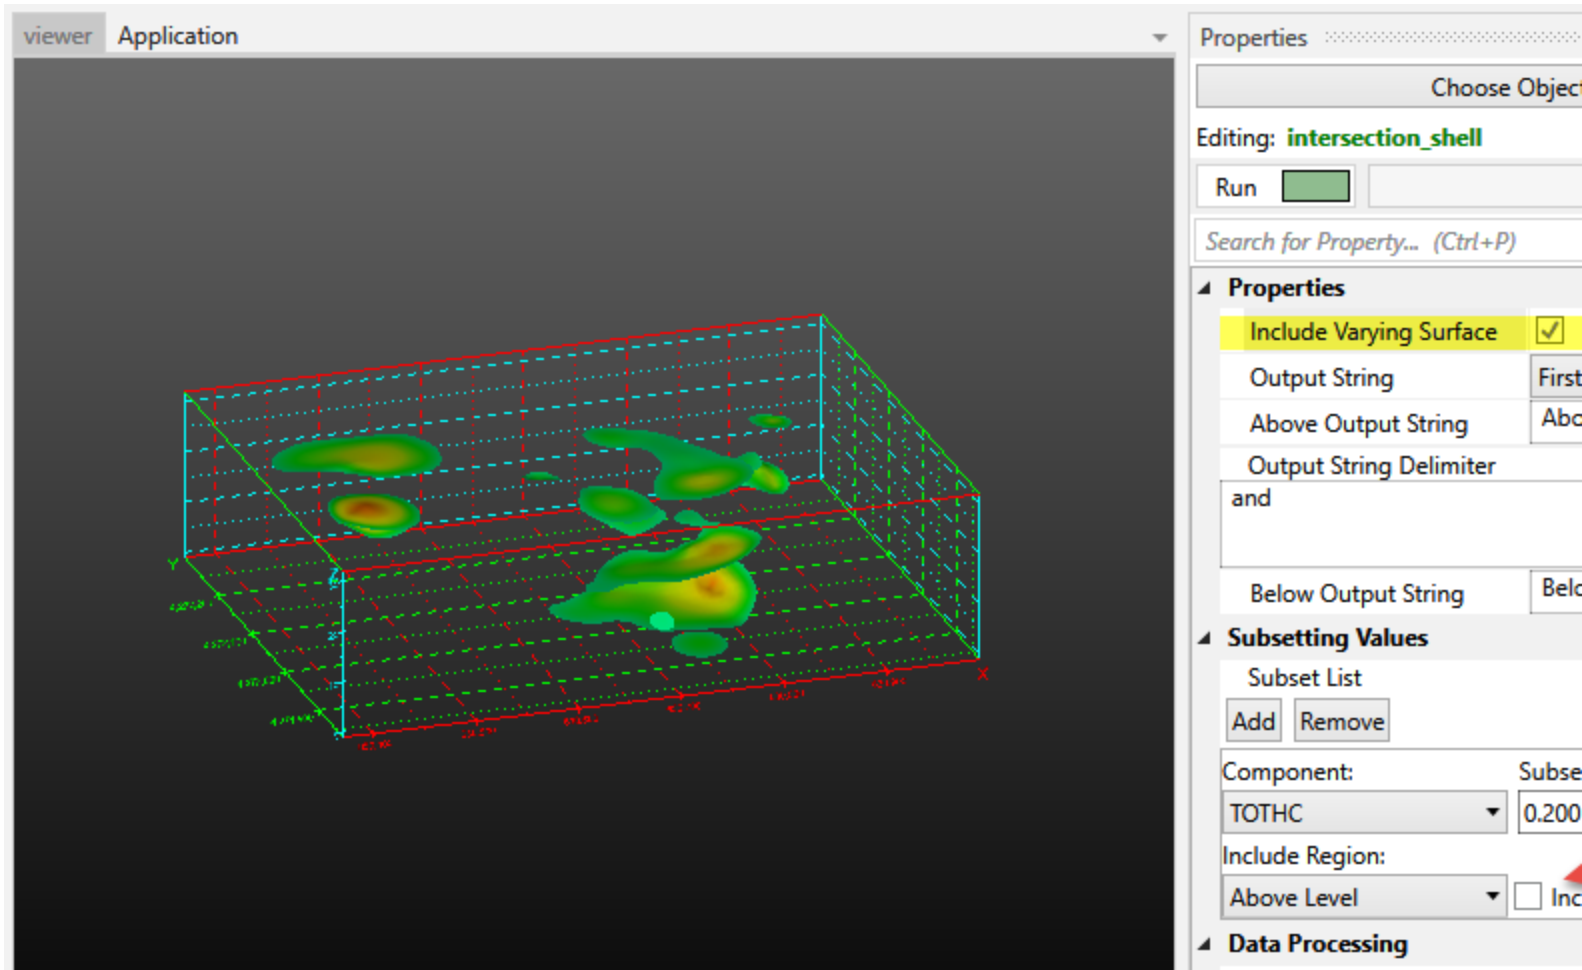 viewer Application
Properties
Choose Object
Editing: intersection_shell
Run
Search for Property... (Ctrl+P)
Properties
Include Varying Surface
Output String First
Above Output String Abo
Output String Delimiter
and
Below Output String Belo
Subsetting Values
Subset List
Add Remove
Component: Subse
TOTHC 0.200
Include Region:
Above Level Inc
Data Processing
Y
X